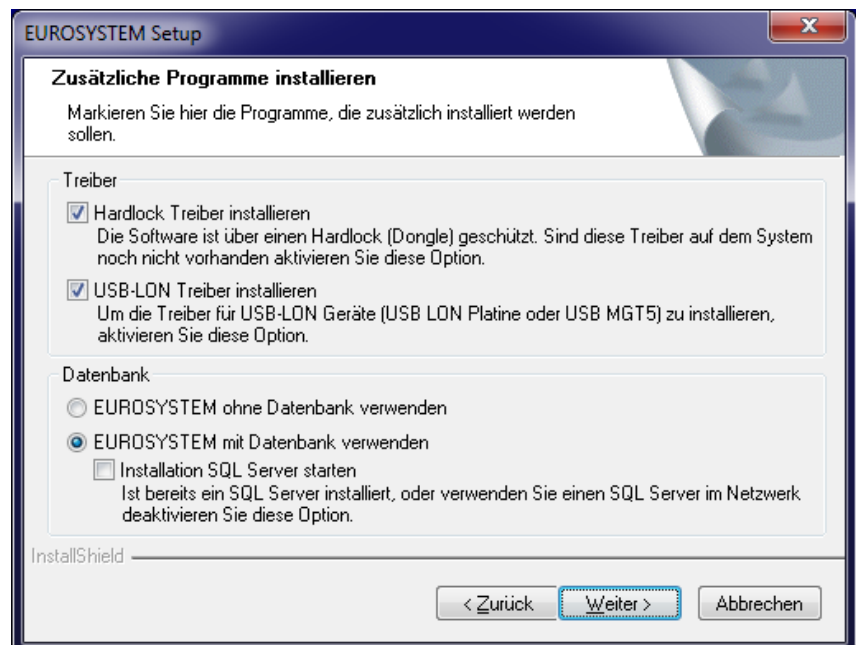 EUROSYSTEM Setup
Zusätzliche Programme installieren
Markieren Sie hier die Programme, die zusätzlich installiert werden
sollen.
Treiber
Hardlock Treiber installieren
Die Software ist über einen Hardlock (Dongle) geschützt. Sind diese Treiber auf dem System
noch nicht vorhanden aktivieren Sie diese Option.
USB-LON Treiber installieren
Um die Treiber für USB-LON Geräte (USB LON Platine oder USB MGT5) zu installieren,
aktivieren Sie diese Option.
Datenbank
EUROSYSTEM ohne Datenbank verwenden
EUROSYSTEM mit Datenbank verwenden
Installation SQL Server starten
Ist bereits ein SQL Server installiert, oder verwenden Sie einen SQL Server im Netzwerk
deaktivieren Sie diese Option.
InstallShield
< Zurück Weiter > Abbrechen